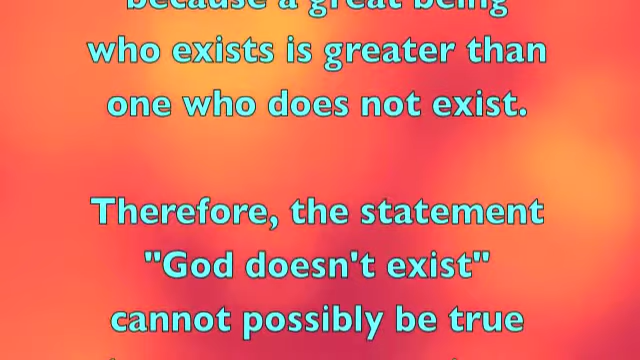 because a great being
who exists is greater than
one who does not exist.
Therefore, the statement
"God doesn't exist"
cannot possibly be true